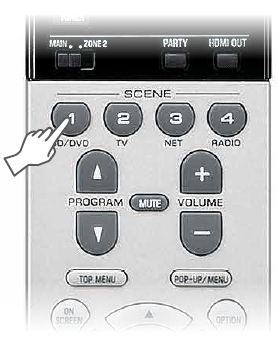 MAIN ZONE 2 PARTY HDMI OUT
SCENE
1 2 3 4
BD/DVD TV NET RADIO
PROGRAM MUTE VOLUME
TOP MENU POP-UP/MENU
ON SCREEN OPTION